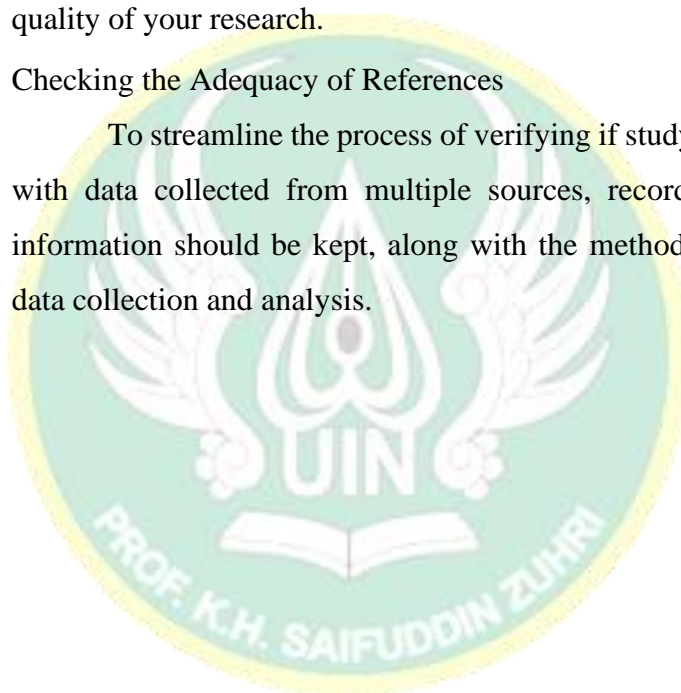 quality of your research.
Checking the Adequacy of References
To streamline the process of verifying if study
with data collected from multiple sources, record
information should be kept, along with the method
data collection and analysis.
UIN
PROF. K.H. SAIFUDDIN ZUHRI